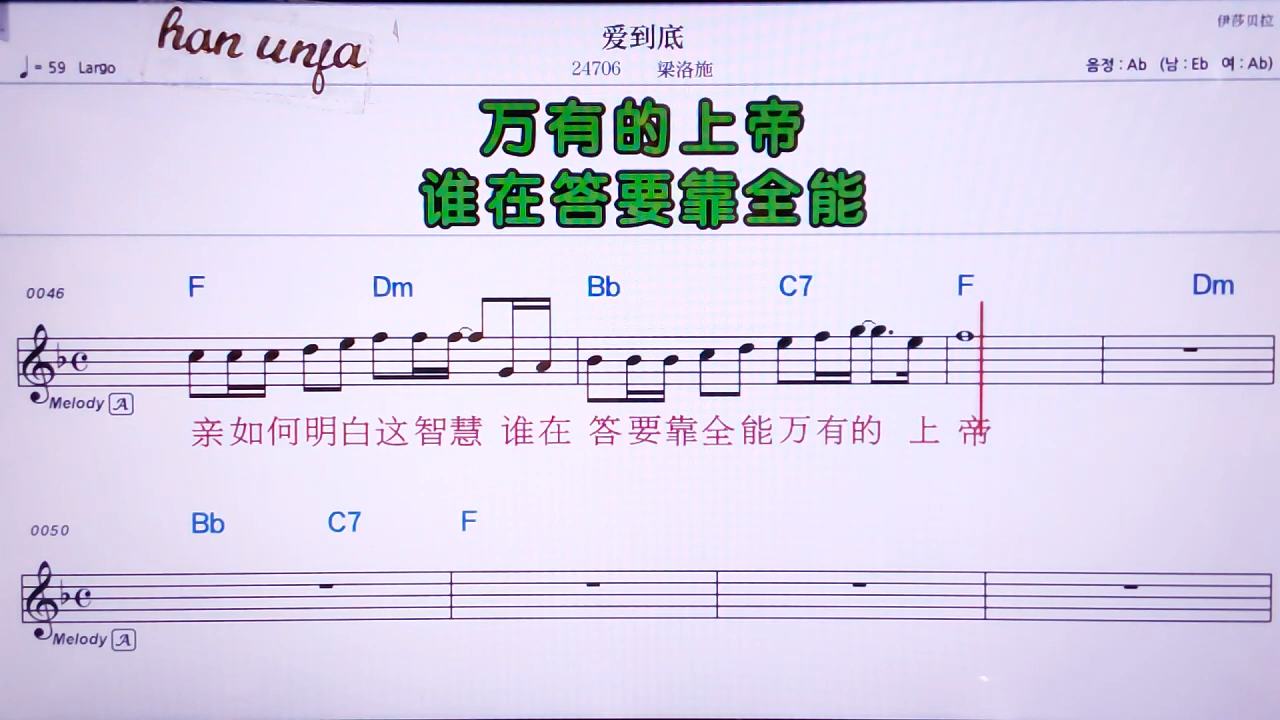 han unfa
爱到底
伊莎贝拉
♩= 59 Largo
24706 梁洛施
음정 : Ab (남 : Eb 여 : Ab)
万有的上帝
谁在答要靠全能
0046
F Dm Bb C7 F Dm
Melody A
亲如何明白这智慧 谁在 答要靠全能万有的 上 帝
0050
Bb C7 F
Melody A